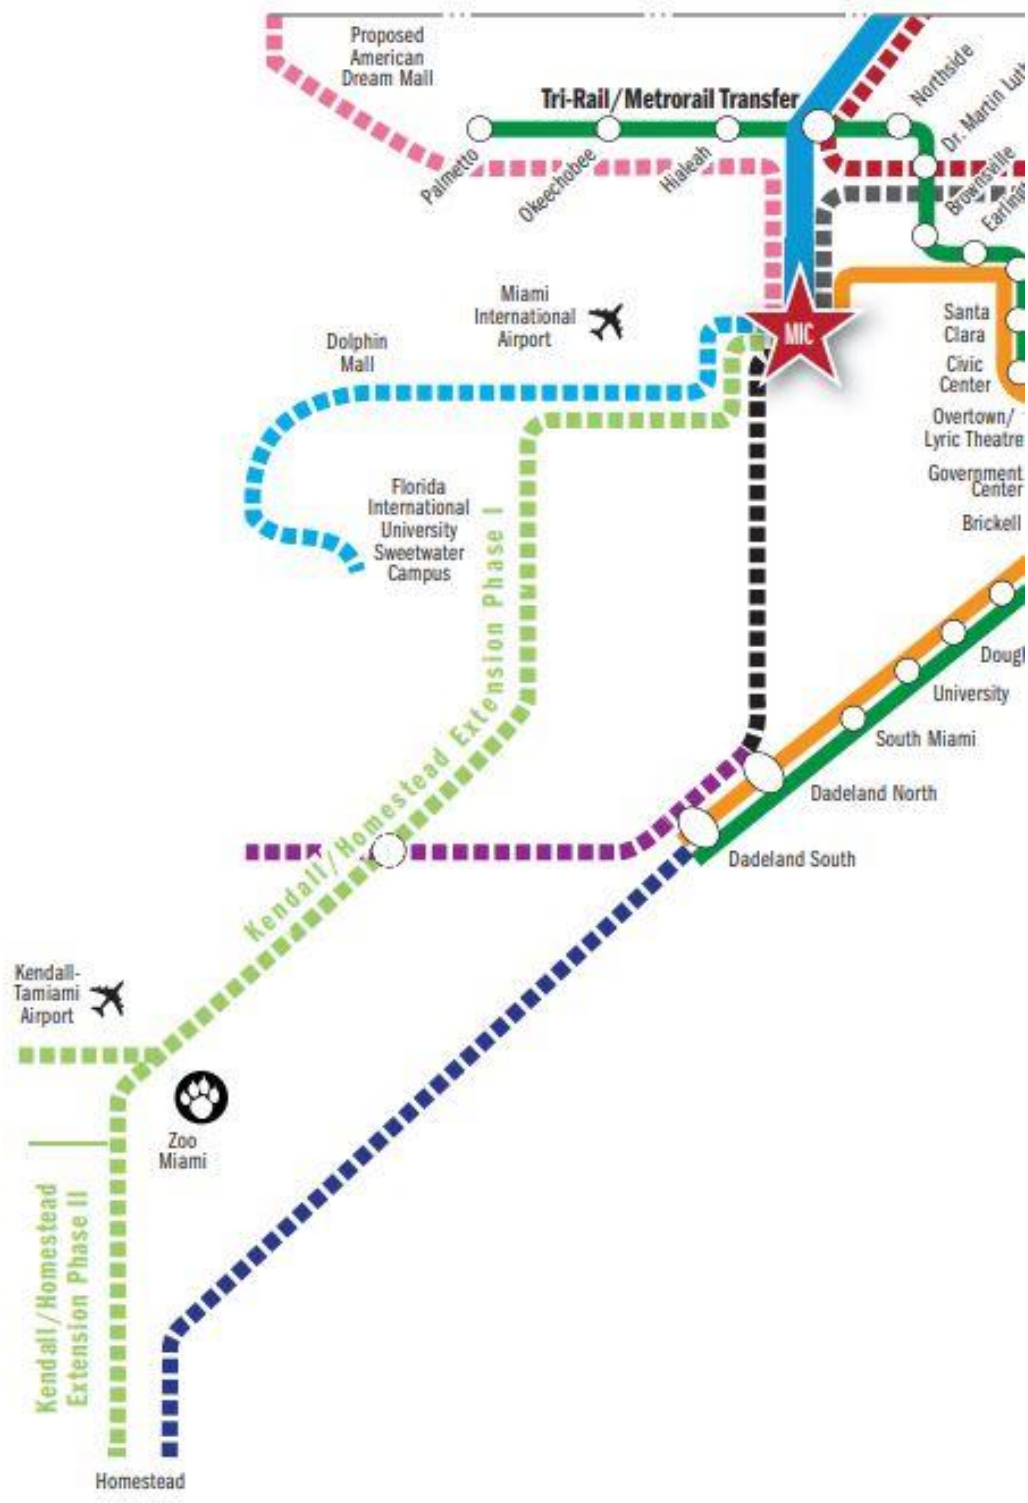 Proposed
American
Dream Mall
Tri-Rail/Metrorail Transfer
Northside
Dr. Martin
Palmetto
Okeechobee
Hialeah
Brownsville
Miami
International
Airport
MIC
Dolphin
Mall
Santa
Clara
Civic
Center
Overtown/
Lyric Theatre
Government
Center
Brickell
Florida
International
University
Sweetwater
Campus
Kendall/Homestead Extension Phase I
University
South Miami
Dadeland North
Dadeland South
Kendall-
Tamiami
Airport
Zoo
Miami
Kendall/Homestead
Extension Phase II
Homestead